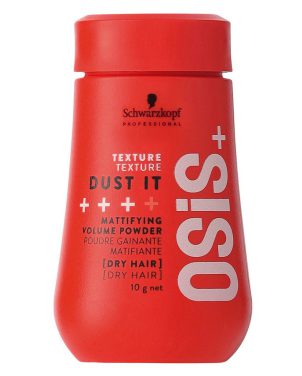 Schwarzkopf
PROFESSIONAL
TEXTURE
TEXTURE
DUST IT
++++
MATTIFYING
VOLUME POWDER
POUDRE GAINANTE
MATIFIANTE
[DRY HAIR]
[DRY HAIR]
10 g net
OSiS+